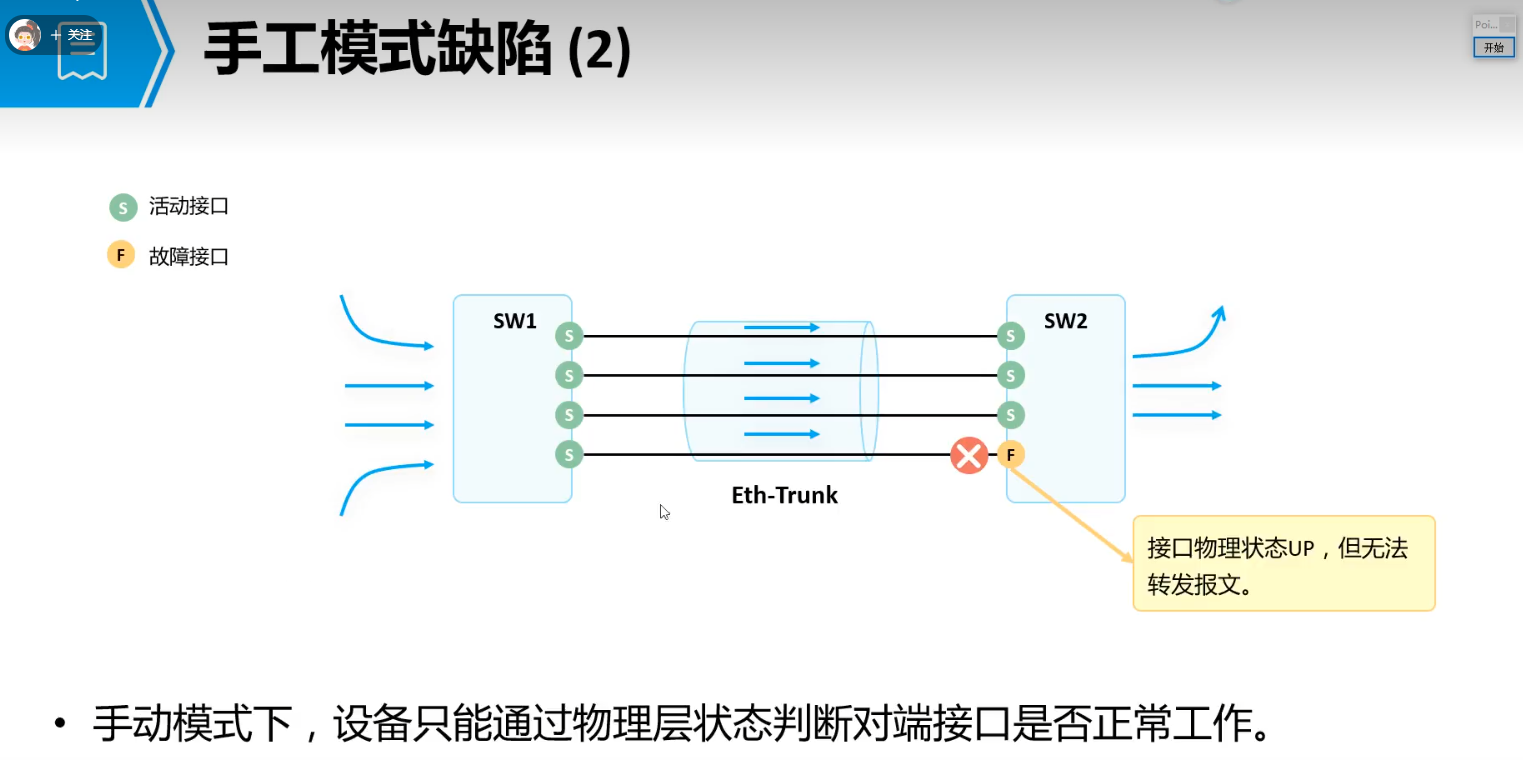 + 关注
手工模式缺陷 (2)
Poi...
开始
S 活动接口
F 故障接口
SW1
SW2
S
S
S
S
S
S
S
F
Eth-Trunk
接口物理状态UP，但无法
转发报文。
• 手动模式下，设备只能通过物理层状态判断对端接口是否正常工作。